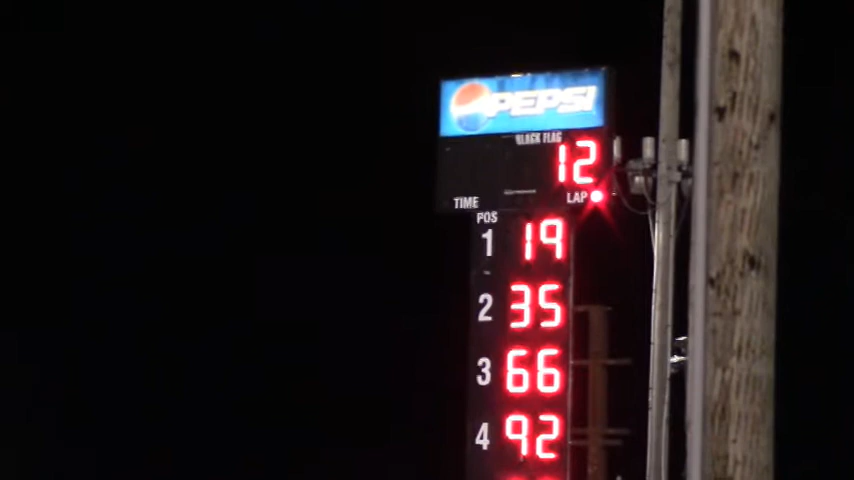 PEPSI
BLACK FLAG
12
TIME
LAP
POS
1 19
2 35
3 66
4 92